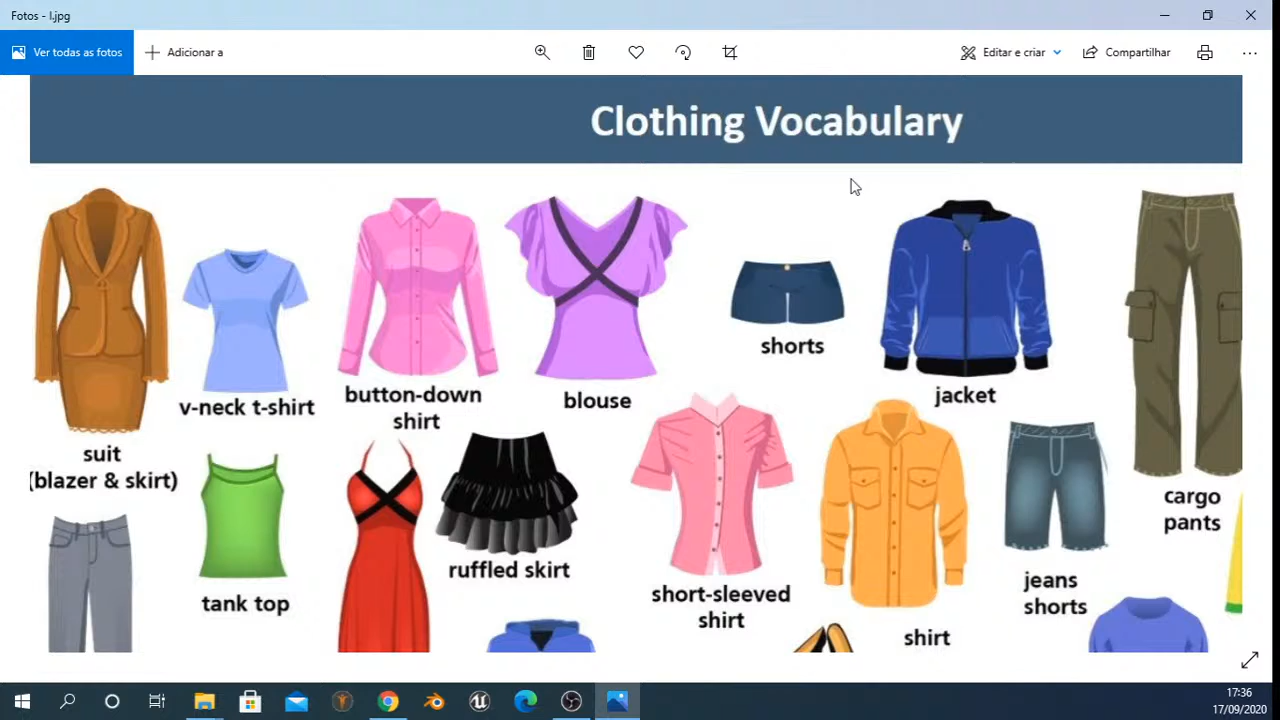 Fotos - l.jpg
Ver todas as fotos
Adicionar a
Editar e criar
Compartilhar
Clothing Vocabulary
suit
(blazer & skirt)
v-neck t-shirt
button-down
shirt
blouse
shorts
jacket
cargo
pants
tank top
ruffled skirt
short-sleeved
shirt
shirt
jeans
shorts
17:36
17/09/2020